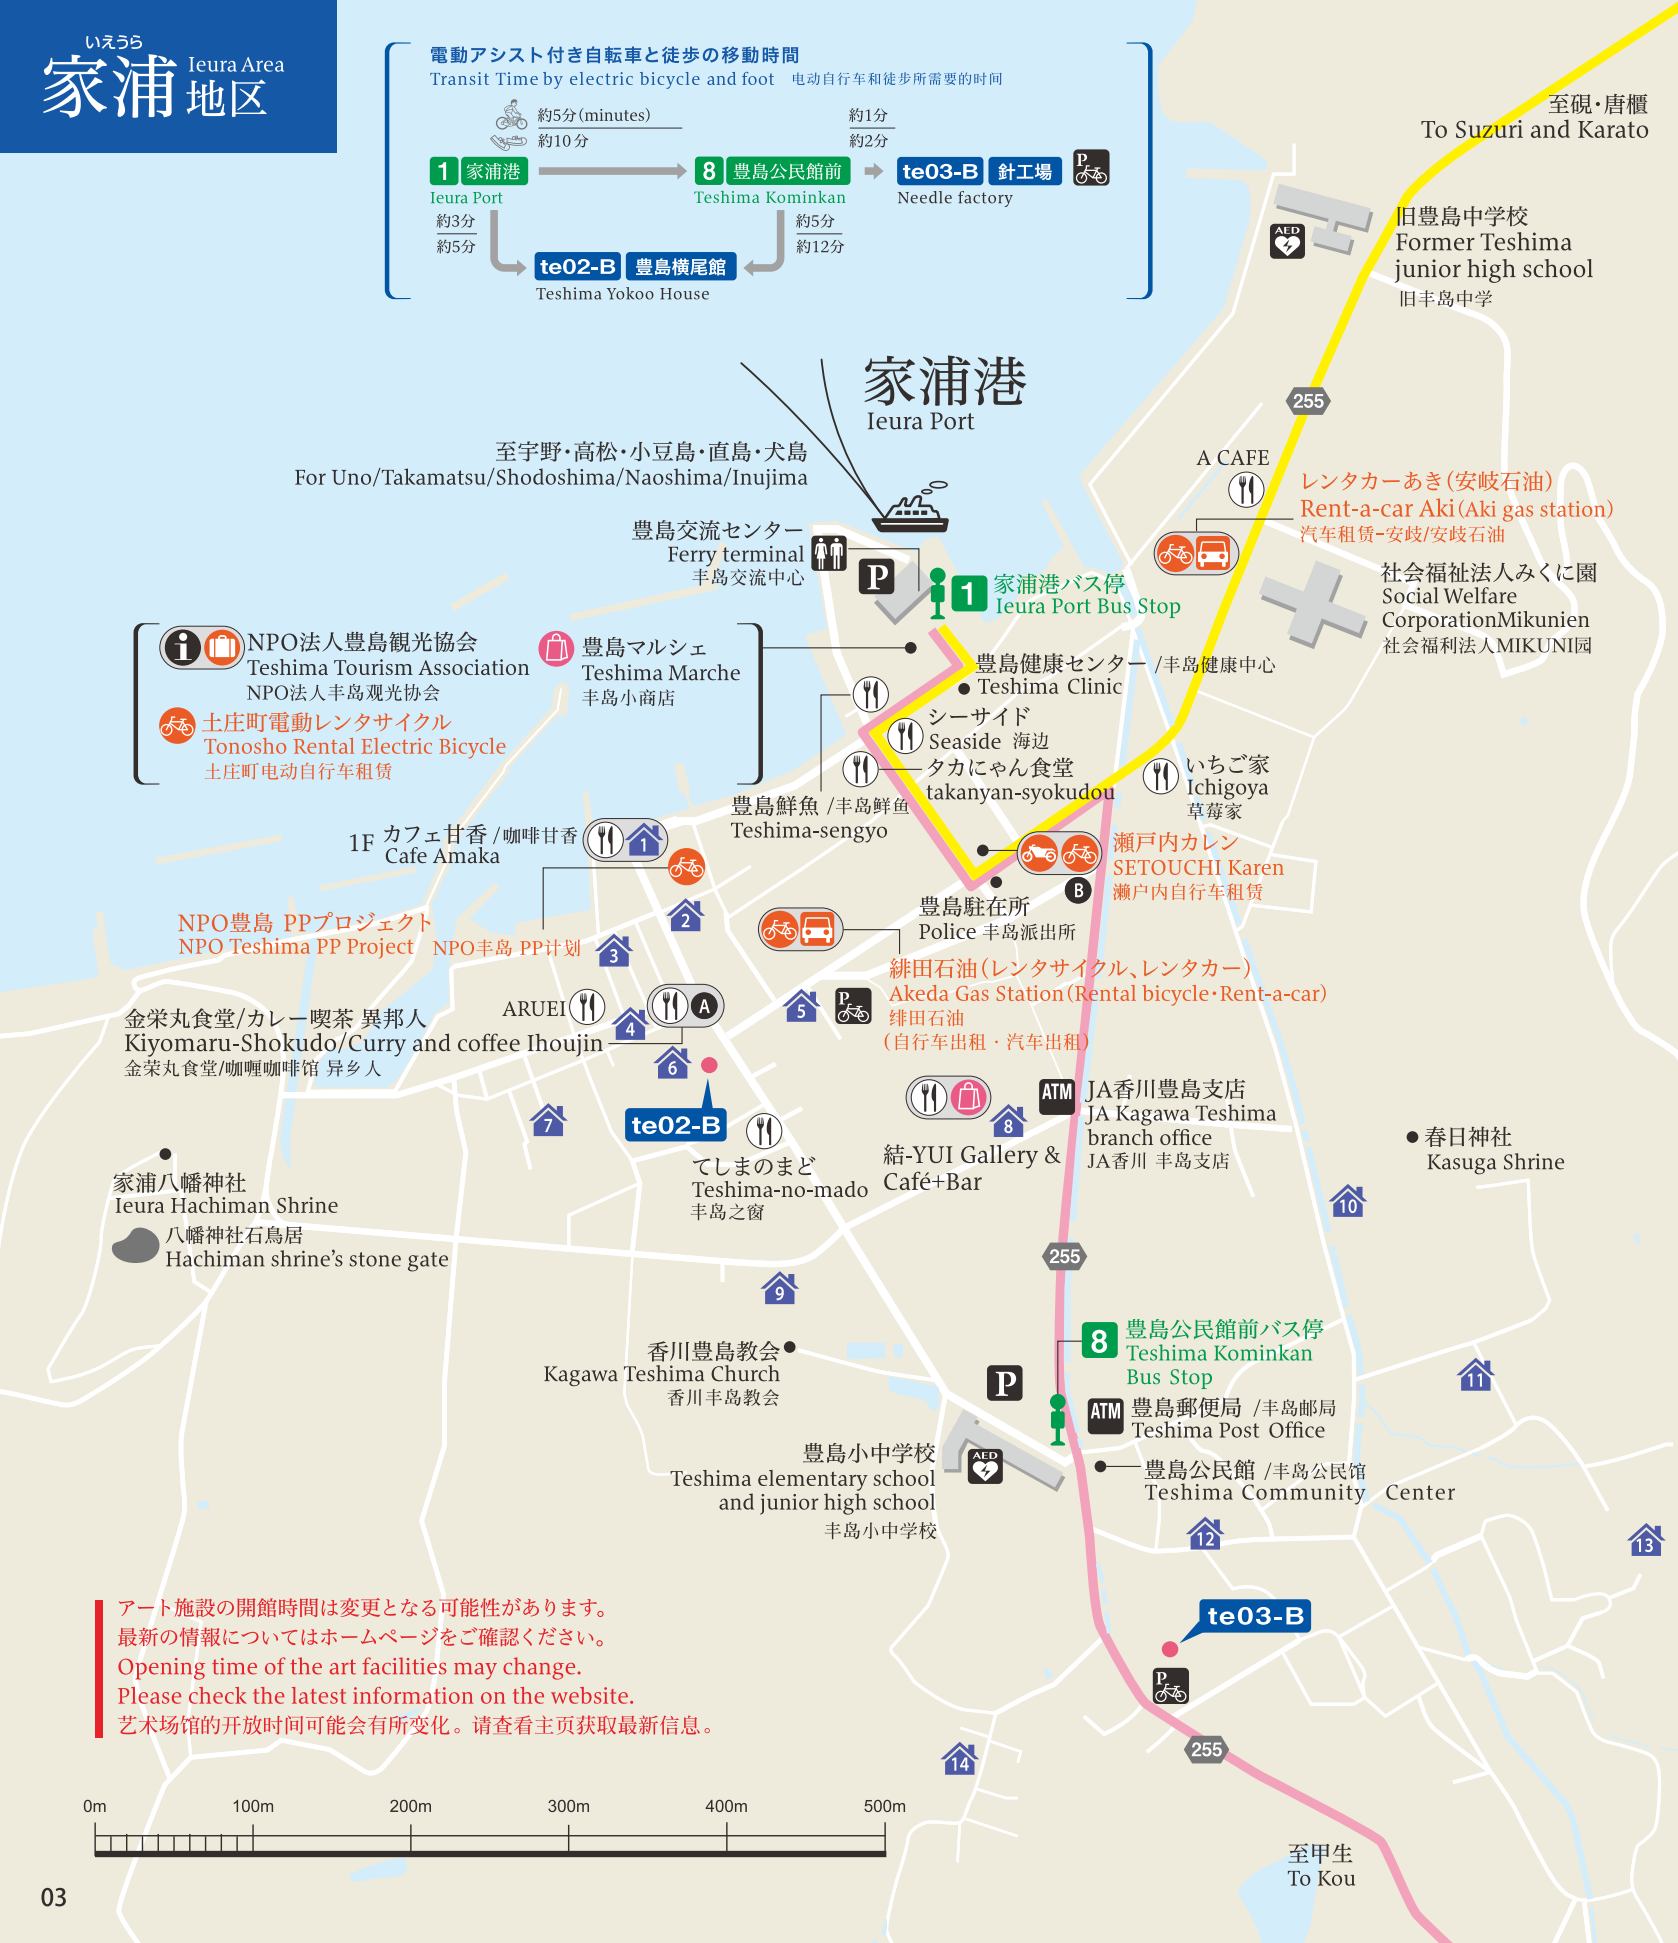 いえうら
家浦
Ieura Area
地区
電動アシスト付き自転車と徒歩の移動時間
Transit Time by electric bicycle and foot 电动自行车和徒步所需要的时间
約5分(minutes)
約10分
約1分
約2分
1 家浦港
Ieura Port
8 豊島公民館前
Teshima Kominkan
te03-B 針工場
Needle factory
P
約3分
約5分
約5分
約12分
te02-B 豊島横尾館
Teshima Yokoo House
至硯・唐櫃
To Suzuri and Karato
旧豊島中学校
Former Teshima
junior high school
旧丰岛中学
AED
255
家浦港
Ieura Port
至宇野・高松・小豆島・直島・犬島
For Uno/Takamatsu/Shodoshima/Naoshima/Inujima
A CAFE
レンタカーあき(安岐石油)
Rent-a-car Aki(Aki gas station)
汽车租赁-安歧/安歧石油
豊島交流センター
Ferry terminal
丰岛交流中心
P
1
家浦港バス停
Ieura Port Bus Stop
社会福祉法人みくに園
Social Welfare
CorporationMikunien
社会福利法人MIKUNI园
i
NPO法人豊島観光協会
Teshima Tourism Association
NPO法人丰岛观光协会
豊島マルシェ
Teshima Marche
丰岛小商店
土庄町電動レンタサイクル
Tonosho Rental Electric Bicycle
土庄町电动自行车租赁
豊島健康センター /丰岛健康中心
Teshima Clinic
シーサイド
Seaside 海边
タカにゃん食堂
takanyan-syokudou
いちご家
Ichigoya
草莓家
豊島鮮魚 /丰岛鲜鱼
Teshima-sengyo
1F カフェ甘香 /咖啡甘香
Cafe Amaka
1
瀬戸内カレン
SETOUCHI Karen
濑户内自行车租赁
B
豊島駐在所
Police 丰岛派出所
NPO豊島 PPプロジェクト
NPO Teshima PP Project NPO丰岛 PP计划
2
3
緋田石油(レンタサイクル、レンタカー)
Akeda Gas Station(Rental bicycle・Rent-a-car)
绯田石油
(自行车出租・汽车出租)
5
P
ARUEI
A
4
金栄丸食堂/カレー喫茶 異邦人
Kiyomaru-Shokudo/Curry and coffee Ihoujin
金荣丸食堂/咖喱咖啡馆 异乡人
6
7
te02-B
てしまのまど
Teshima-no-mado
丰岛之窗
8
結-YUI Gallery &
Café+Bar
ATM
JA香川豊島支店
JA Kagawa Teshima
branch office
JA香川 丰岛支店
春日神社
Kasuga Shrine
家浦八幡神社
Ieura Hachiman Shrine
八幡神社石鳥居
Hachiman shrine's stone gate
10
255
9
香川豊島教会
Kagawa Teshima Church
香川丰岛教会
8
豊島公民館前バス停
Teshima Kominkan
Bus Stop
P
11
ATM
豊島郵便局 /丰岛邮局
Teshima Post Office
豊島小中学校
Teshima elementary school
and junior high school
丰岛小中学校
AED
豊島公民館 /丰岛公民馆
Teshima Community Center
12
13
アート施設の開館時間は変更となる可能性があります。
最新の情報についてはホームページをご確認ください。
Opening time of the art facilities may change.
Please check the latest information on the website.
艺术场馆的开放时间可能会有所变化。请查看主页获取最新信息。
te03-B
P
255
14
0m 100m 200m 300m 400m 500m
至甲生
To Kou
03